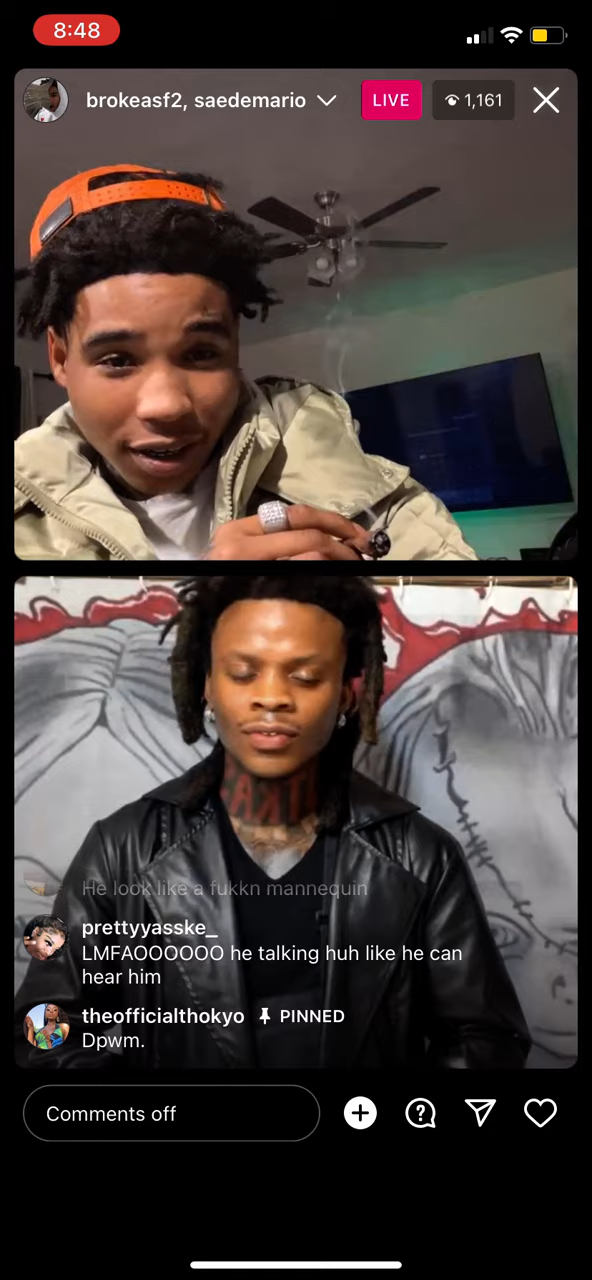 8:48
brokeasf2, saedemario
LIVE
1,161
He look like a fukkn mannequin
prettyyasske_
LMFAOOOOOO he talking huh like he can
hear him
theofficialthokyo PINNED
Dpwm.
Comments off